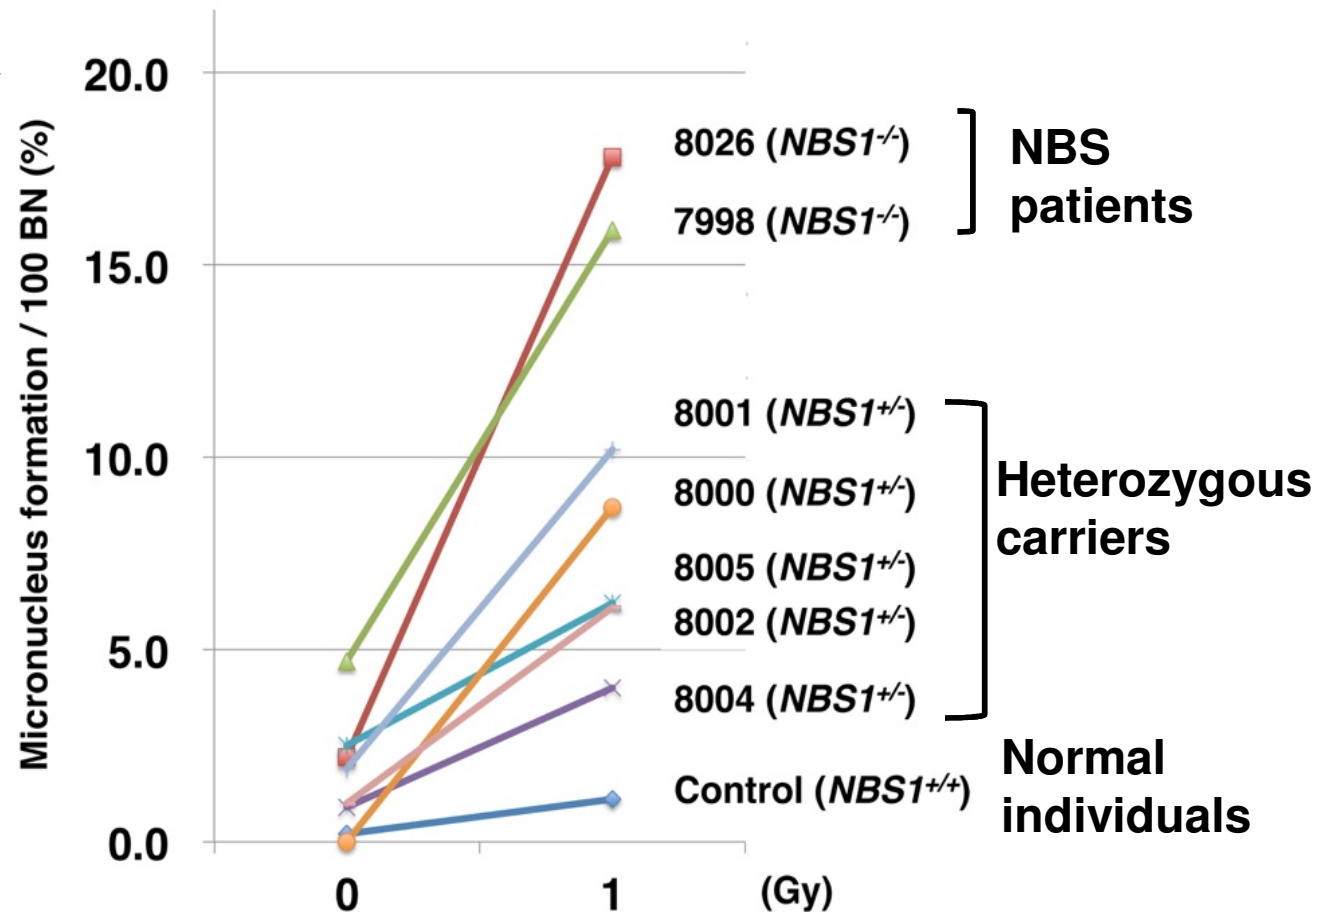 Micronucleus formation / 100 BN (%)
20.0
15.0
10.0
5.0
0.0
0
1
(Gy)
8026 (NBS1-/-)
7998 (NBS1-/-)
NBS
patients
8001 (NBS1+/-)
8000 (NBS1+/-)
8005 (NBS1+/-)
8002 (NBS1+/-)
8004 (NBS1+/-)
Heterozygous
carriers
Control (NBS1+/+)
Normal
individuals